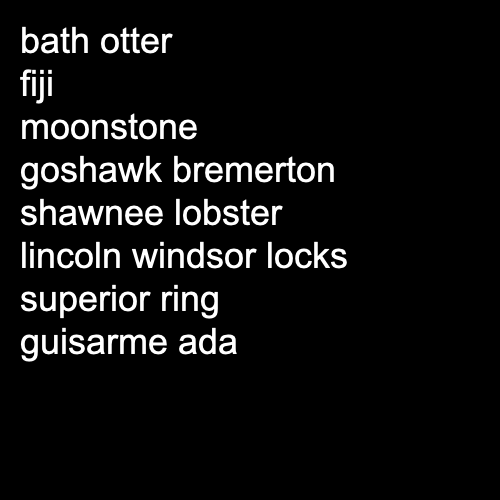 bath otter
fiji
moonstone
goshawk bremerton
shawnee lobster
lincoln windsor locks
superior ring
guisarme ada